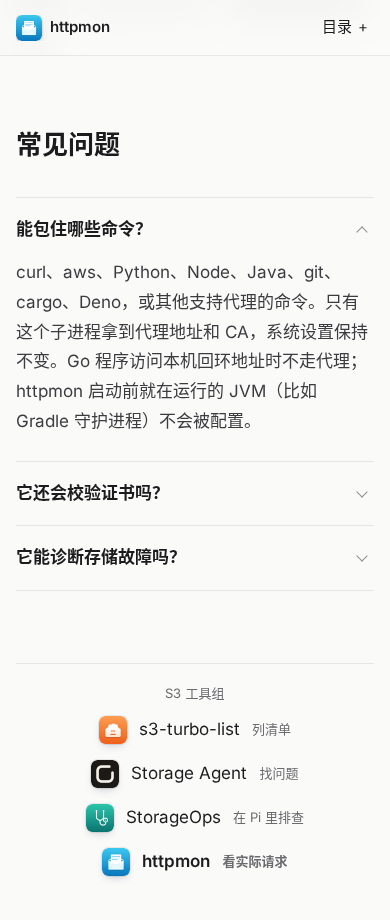 httpmon
目录 +
常见问题
能包住哪些命令？
curl、aws、Python、Node、Java、git、
cargo、Deno，或其他支持代理的命令。只有
这个子进程拿到代理地址和 CA，系统设置保持
不变。Go 程序访问本机回环地址时不走代理；
httpmon 启动前就在运行的 JVM（比如
Gradle 守护进程）不会被配置。
它还会校验证书吗？
它能诊断存储故障吗？
S3 工具组
s3-turbo-list 列清单
Storage Agent 找问题
StorageOps 在 Pi 里排查
httpmon 看实际请求